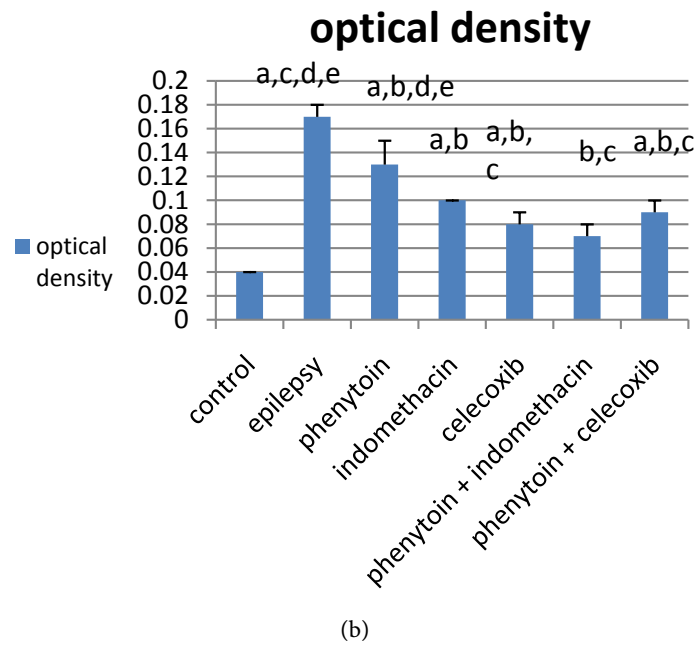 optical density
0.2
0.18
0.16
0.14
0.12
0.1
0.08
0.06
0.04
0.02
0
a,c,d,e
a,b,d,e
a,b
a,b,
c
b,c
a,b,c
optical
density
control
epilepsy
phenytoin
indomethacin
celecoxib
phenytoin + indomethacin
phenytoin + celecoxib
(b)